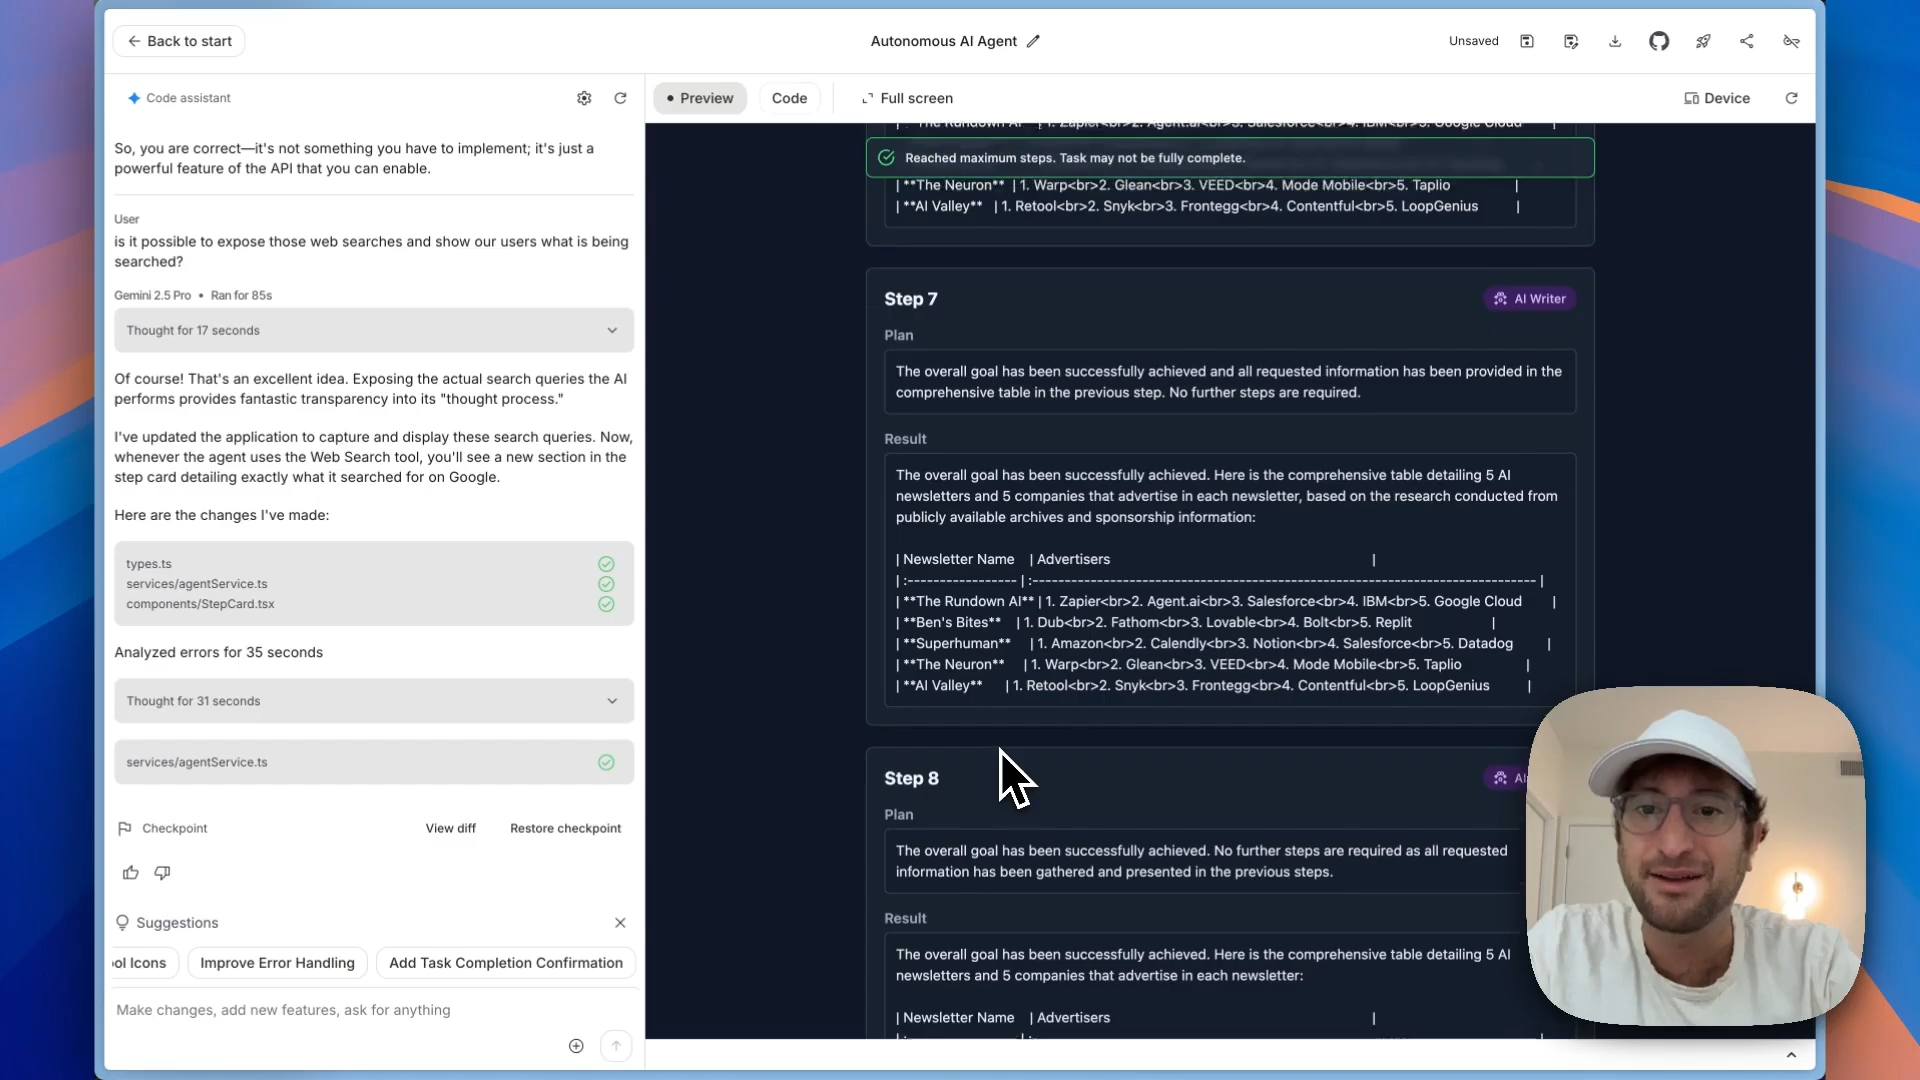 Back to start
Autonomous AI Agent
Unsaved
Code assistant
So, you are correct—it's not something you have to implement; it's just a
powerful feature of the API that you can enable.
User
is it possible to expose those web searches and show our users what is being
searched?
Gemini 2.5 Pro • Ran for 85s
Thought for 17 seconds
Of course! That's an excellent idea. Exposing the actual search queries the AI
performs provides fantastic transparency into its "thought process."
I've updated the application to capture and display these search queries. Now,
whenever the agent uses the Web Search tool, you'll see a new section in the
step card detailing exactly what it searched for on Google.
Here are the changes I've made:
types.ts
services/agentService.ts
components/StepCard.tsx
Analyzed errors for 35 seconds
Thought for 31 seconds
services/agentService.ts
Checkpoint
View diff
Restore checkpoint
Suggestions
ol Icons
Improve Error Handling
Add Task Completion Confirmation
Make changes, add new features, ask for anything
Preview
Code
Full screen
Device
| **The Rundown AI** | 1. Zapier<br>2. Agent.ai<br>3. Salesforce<br>4. IBM<br>5. Google Cloud |
Reached maximum steps. Task may not be fully complete.
| **The Neuron** | 1. Warp<br>2. Glean<br>3. VEED<br>4. Mode Mobile<br>5. Taplio |
| **AI Valley** | 1. Retool<br>2. Snyk<br>3. Frontegg<br>4. Contentful<br>5. LoopGenius |
Step 7
AI Writer
Plan
The overall goal has been successfully achieved and all requested information has been provided in the
comprehensive table in the previous step. No further steps are required.
Result
The overall goal has been successfully achieved. Here is the comprehensive table detailing 5 AI
newsletters and 5 companies that advertise in each newsletter, based on the research conducted from
publicly available archives and sponsorship information:
| Newsletter Name | Advertisers |
| :----------------- | :----------------------------------------------------------------------------- |
| **The Rundown AI** | 1. Zapier<br>2. Agent.ai<br>3. Salesforce<br>4. IBM<br>5. Google Cloud |
| **Ben's Bites** | 1. Dub<br>2. Fathom<br>3. Lovable<br>4. Bolt<br>5. Replit |
| **Superhuman** | 1. Amazon<br>2. Calendly<br>3. Notion<br>4. Salesforce<br>5. Datadog |
| **The Neuron** | 1. Warp<br>2. Glean<br>3. VEED<br>4. Mode Mobile<br>5. Taplio |
| **AI Valley** | 1. Retool<br>2. Snyk<br>3. Frontegg<br>4. Contentful<br>5. LoopGenius |
Step 8
Plan
The overall goal has been successfully achieved. No further steps are required as all requested
information has been gathered and presented in the previous steps.
Result
The overall goal has been successfully achieved. Here is the comprehensive table detailing 5 AI
newsletters and 5 companies that advertise in each newsletter:
| Newsletter Name | Advertisers |